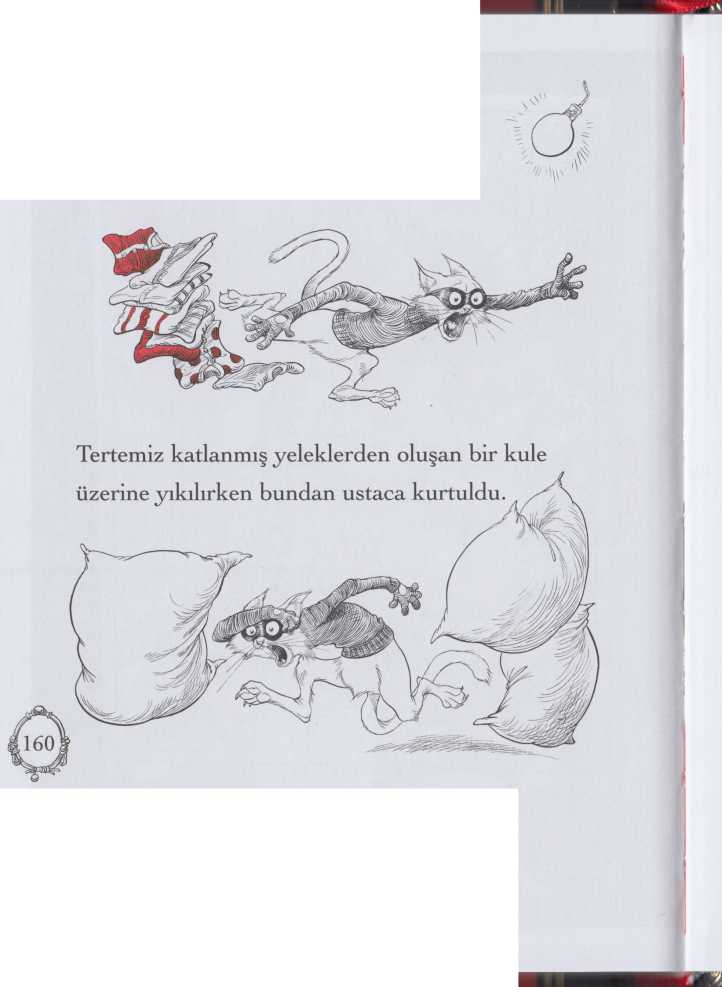 Tertemiz katlanmış yeleklerden oluşan bir kule
üzerine yıkılırken bundan ustaca kurtuldu.
160